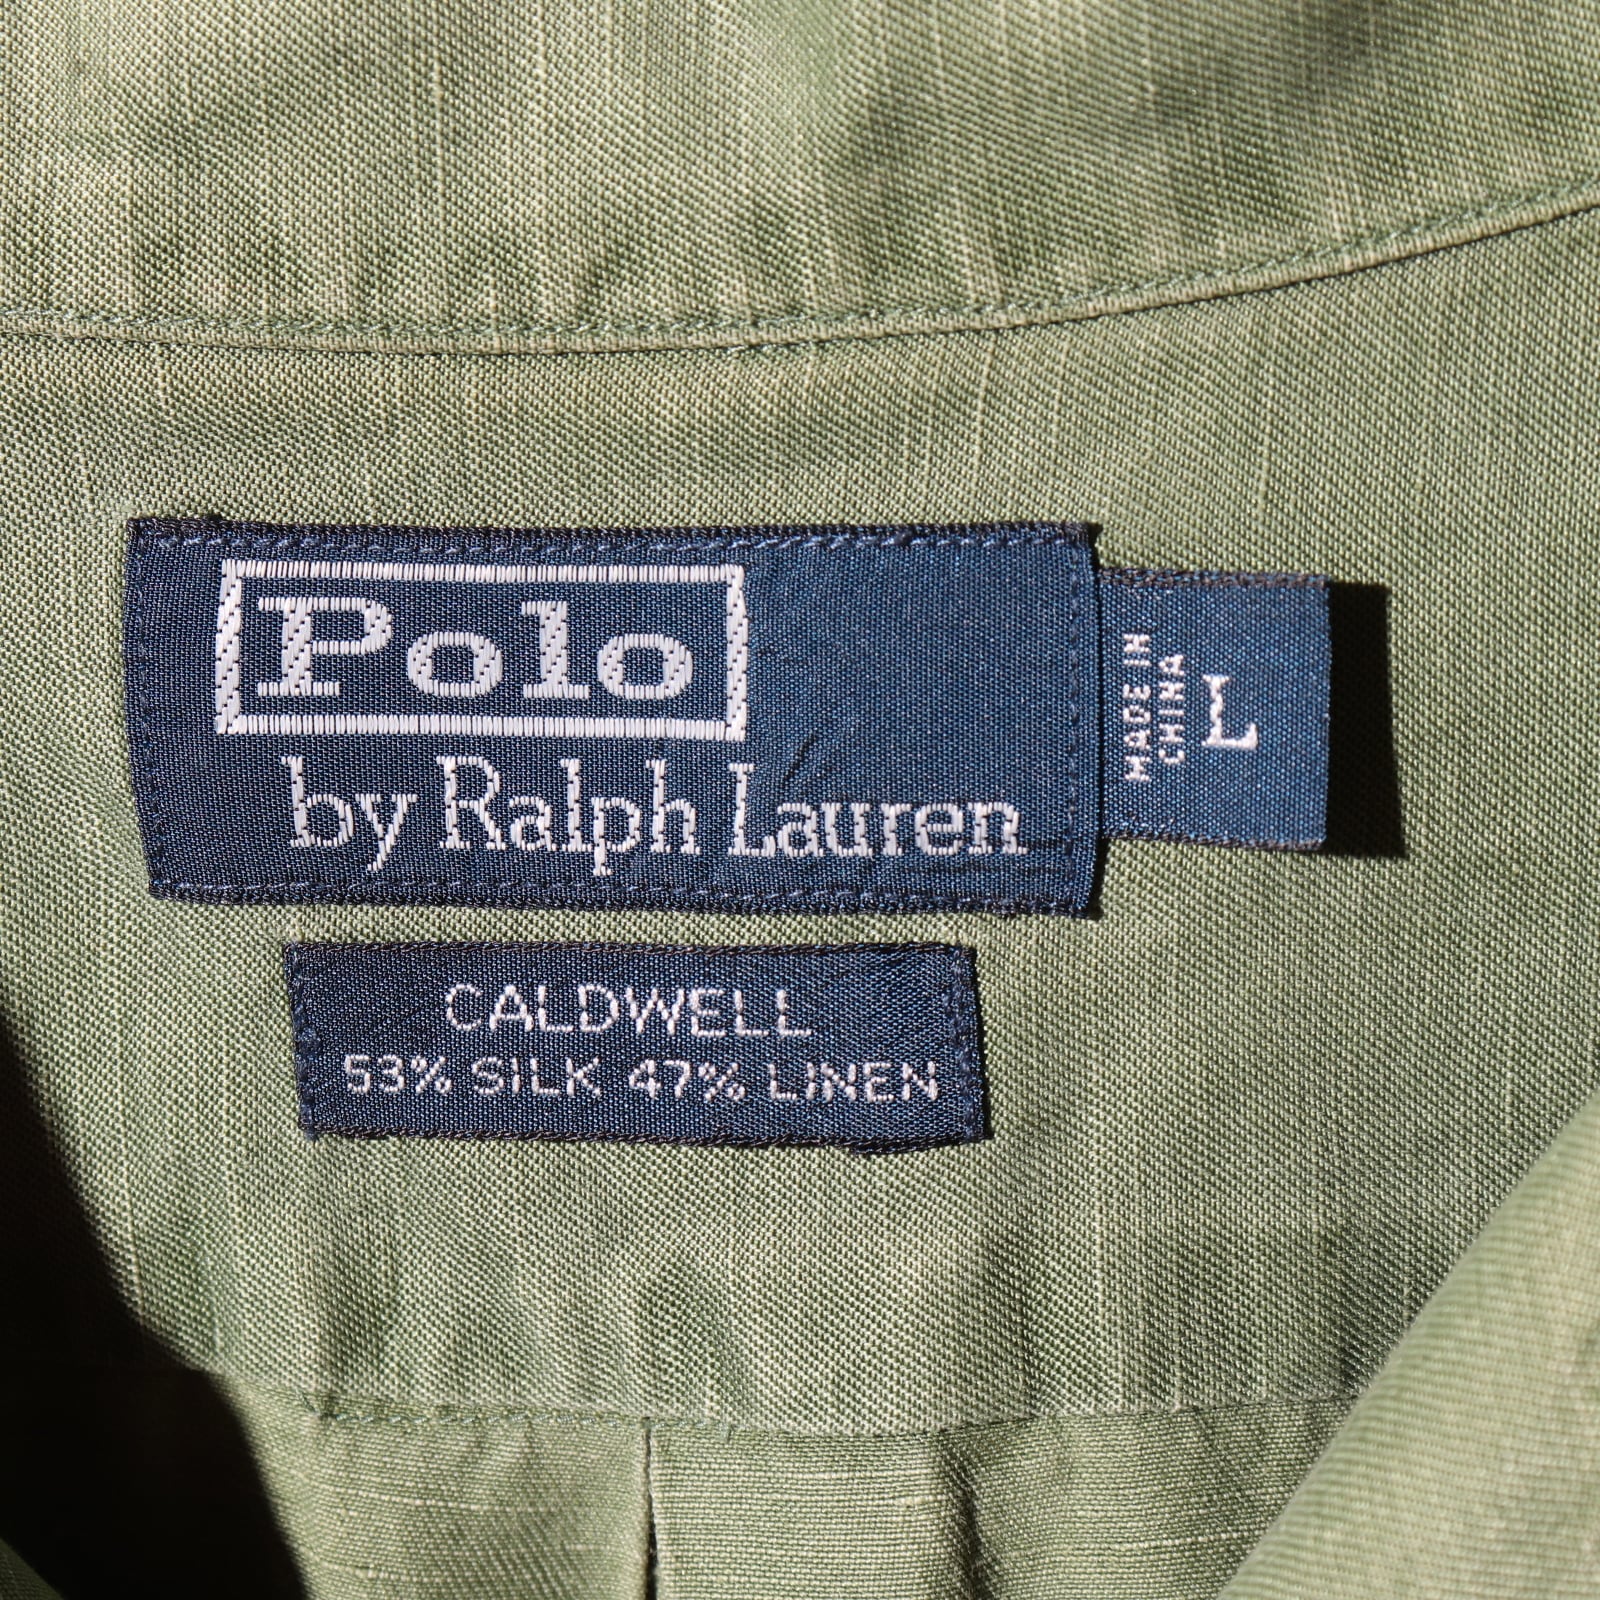 Polo
by Ralph Lauren
MADE IN
CHINA
L
CALDWELL
53% SILK 47% LINEN